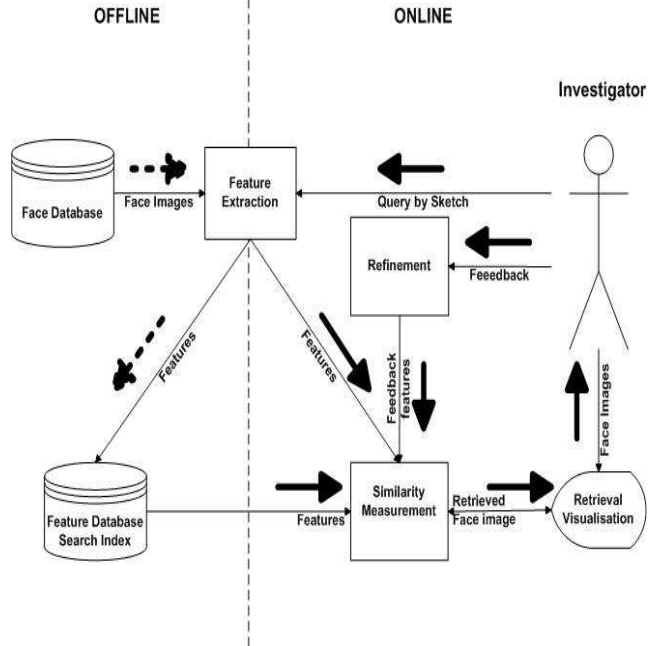 OFFLINE
ONLINE
Investigator
Face Database
Face Images
Feature
Extraction
Query by Sketch
Refinement
Feeedback
Features
Features
Feedback
features
Face Images
Feature Database
Search Index
Features
Similarity
Measurement
Retrieved
Face image
Retrieval
Visualisation